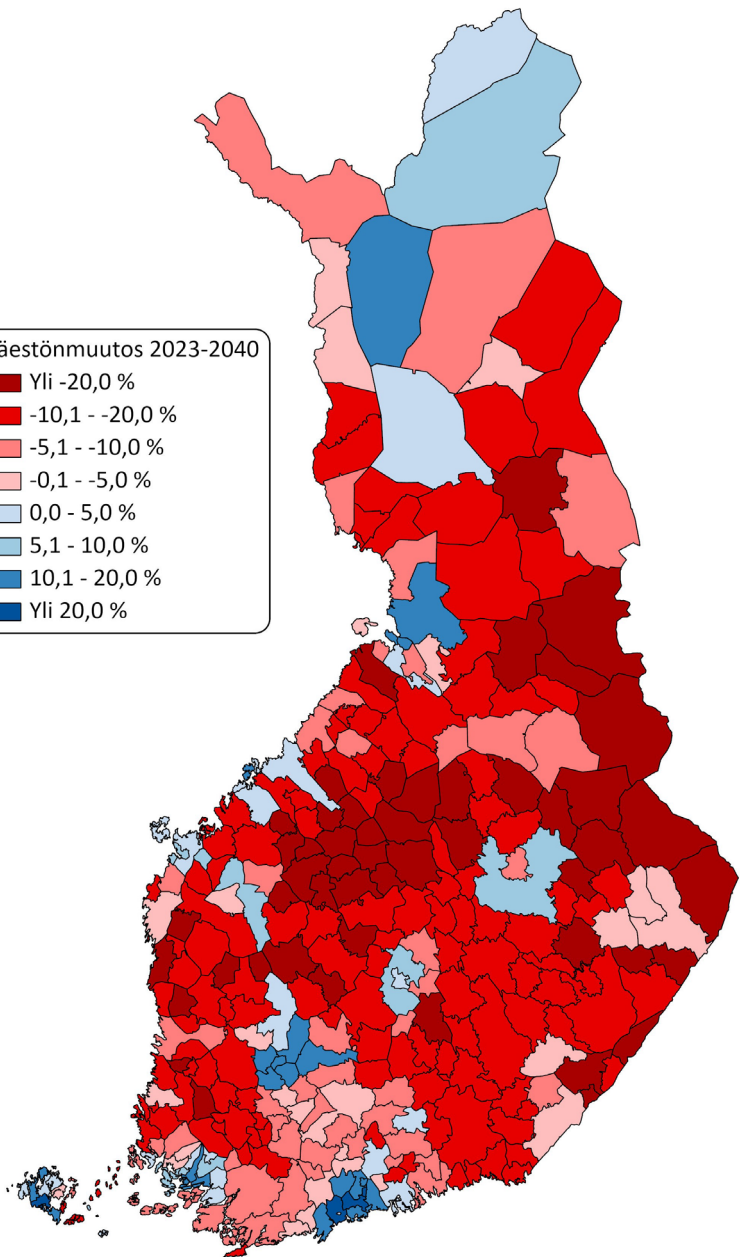 äestönmuutos 2023-2040
Yli -20,0 %
-10,1 - -20,0 %
-5,1 - -10,0 %
-0,1 - -5,0 %
0,0 - 5,0 %
5,1 - 10,0 %
10,1 - 20,0 %
Yli 20,0 %